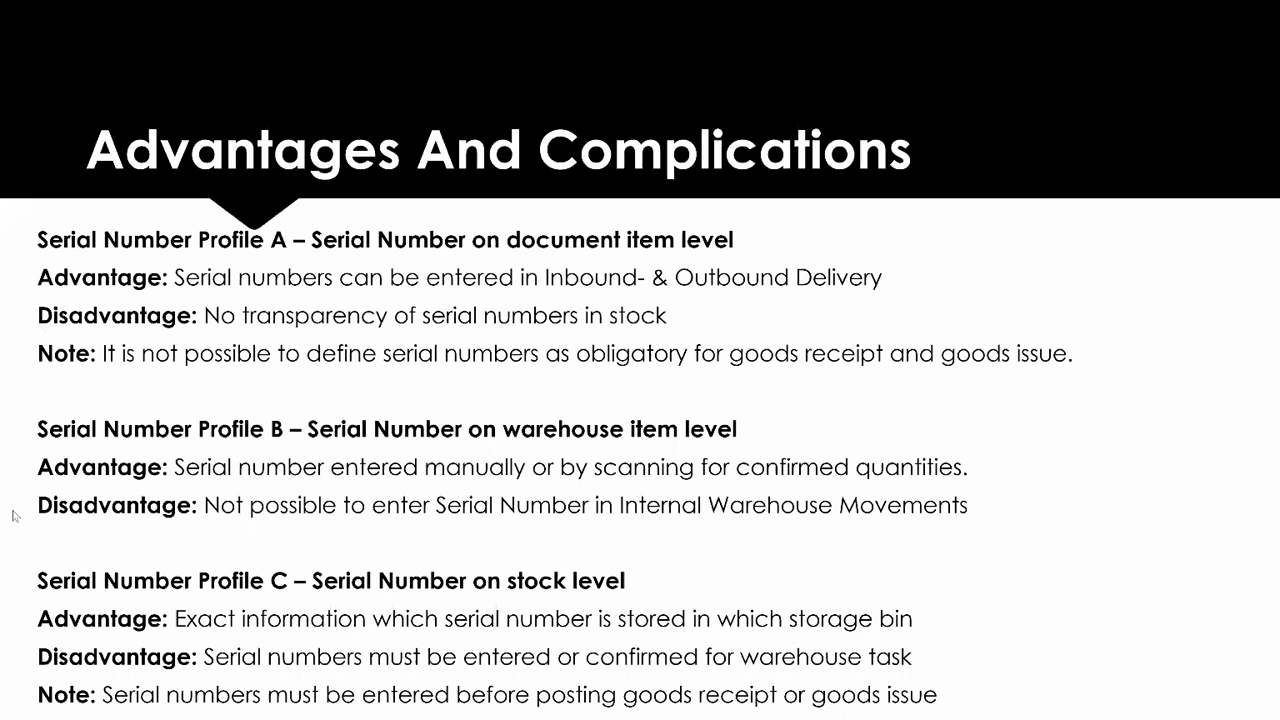 Advantages And Complications
Serial Number Profile A – Serial Number on document item level
Advantage: Serial numbers can be entered in Inbound- & Outbound Delivery
Disadvantage: No transparency of serial numbers in stock
Note: It is not possible to define serial numbers as obligatory for goods receipt and goods issue.
Serial Number Profile B – Serial Number on warehouse item level
Advantage: Serial number entered manually or by scanning for confirmed quantities.
Disadvantage: Not possible to enter Serial Number in Internal Warehouse Movements
Serial Number Profile C – Serial Number on stock level
Advantage: Exact information which serial number is stored in which storage bin
Disadvantage: Serial numbers must be entered or confirmed for warehouse task
Note: Serial numbers must be entered before posting goods receipt or goods issue